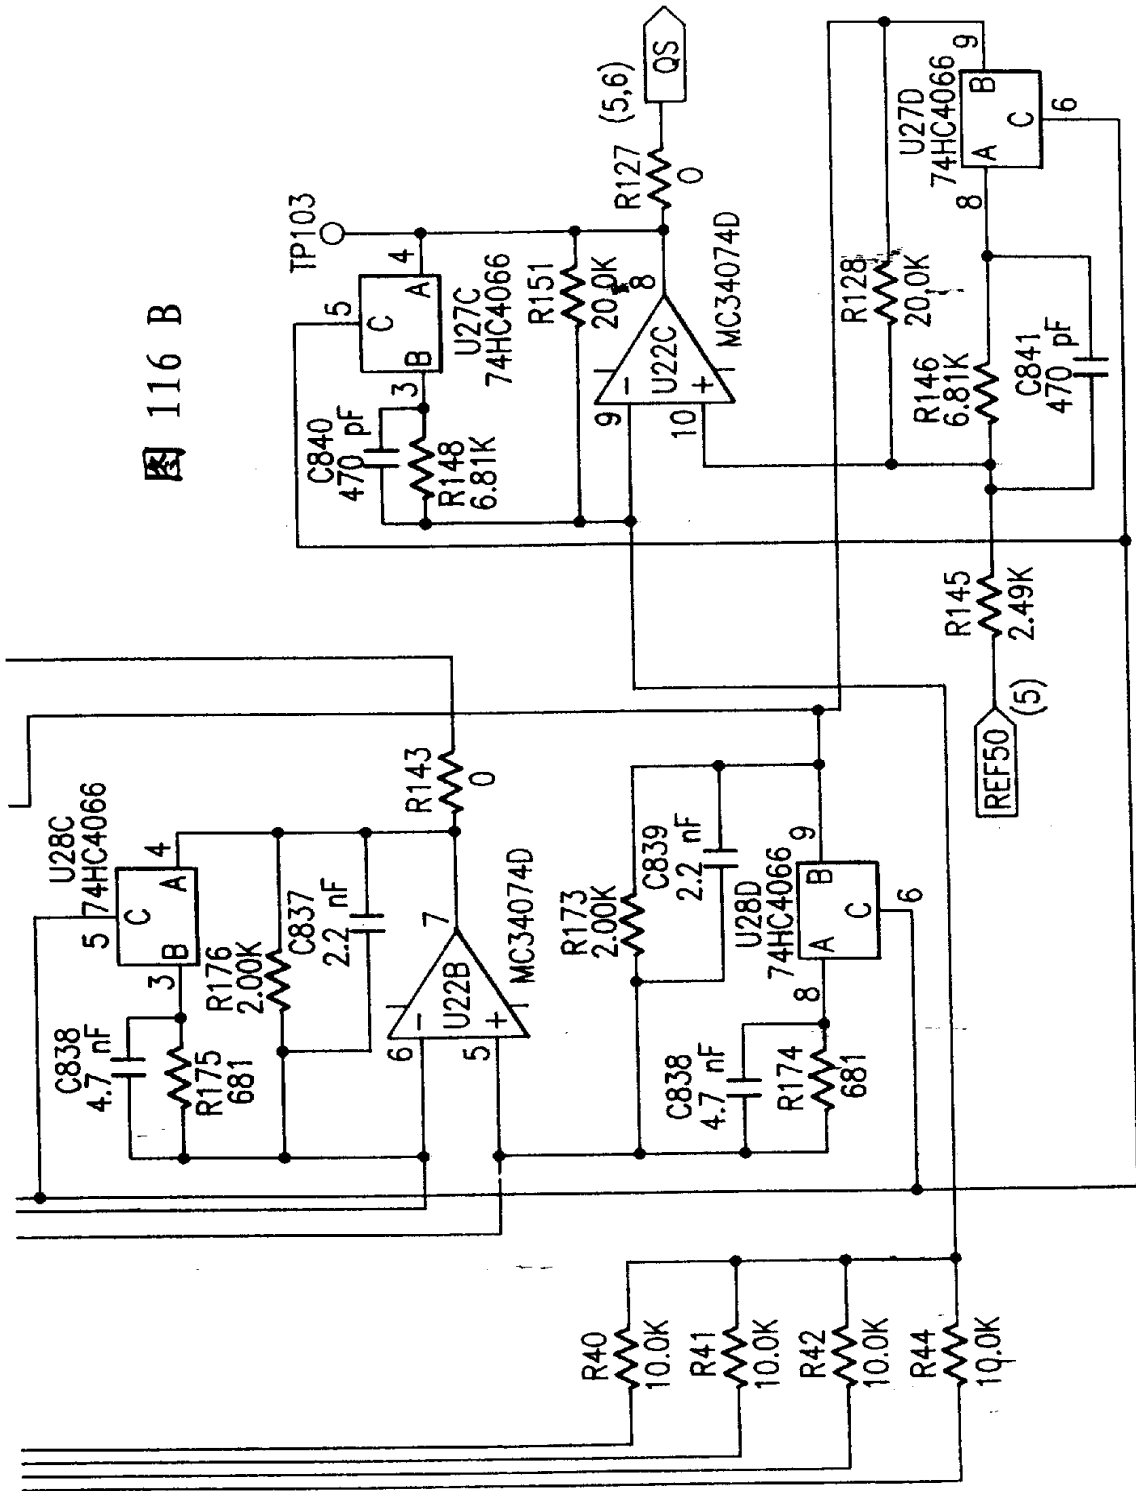 图 116 B
TP103
5
C
4
A
B
3
U27C
74HC4066
C840
470 pF
R148
6.81K
R151
20.0K
9
10
−
+
U22C
8
MC34074D
R127
0
(5,6)
QS
U27D
74HC4066
9
B
A
C
6
8
R128
20.0K
R146
6.81K
C841
470 pF
R145
2.49K
REF50
(5)
U28C
74HC4066
5
C
4
A
B
3
C838
4.7 nF
R175
681
R176
2.00K
C837
2.2 nF
6
5
−
+
U22B
7
MC34074D
R143
0
R173
2.00K
C839
2.2 nF
U28D
74HC4066
9
B
A
C
6
8
C838
4.7 nF
R174
681
R40
10.0K
R41
10.0K
R42
10.0K
R44
10.0K